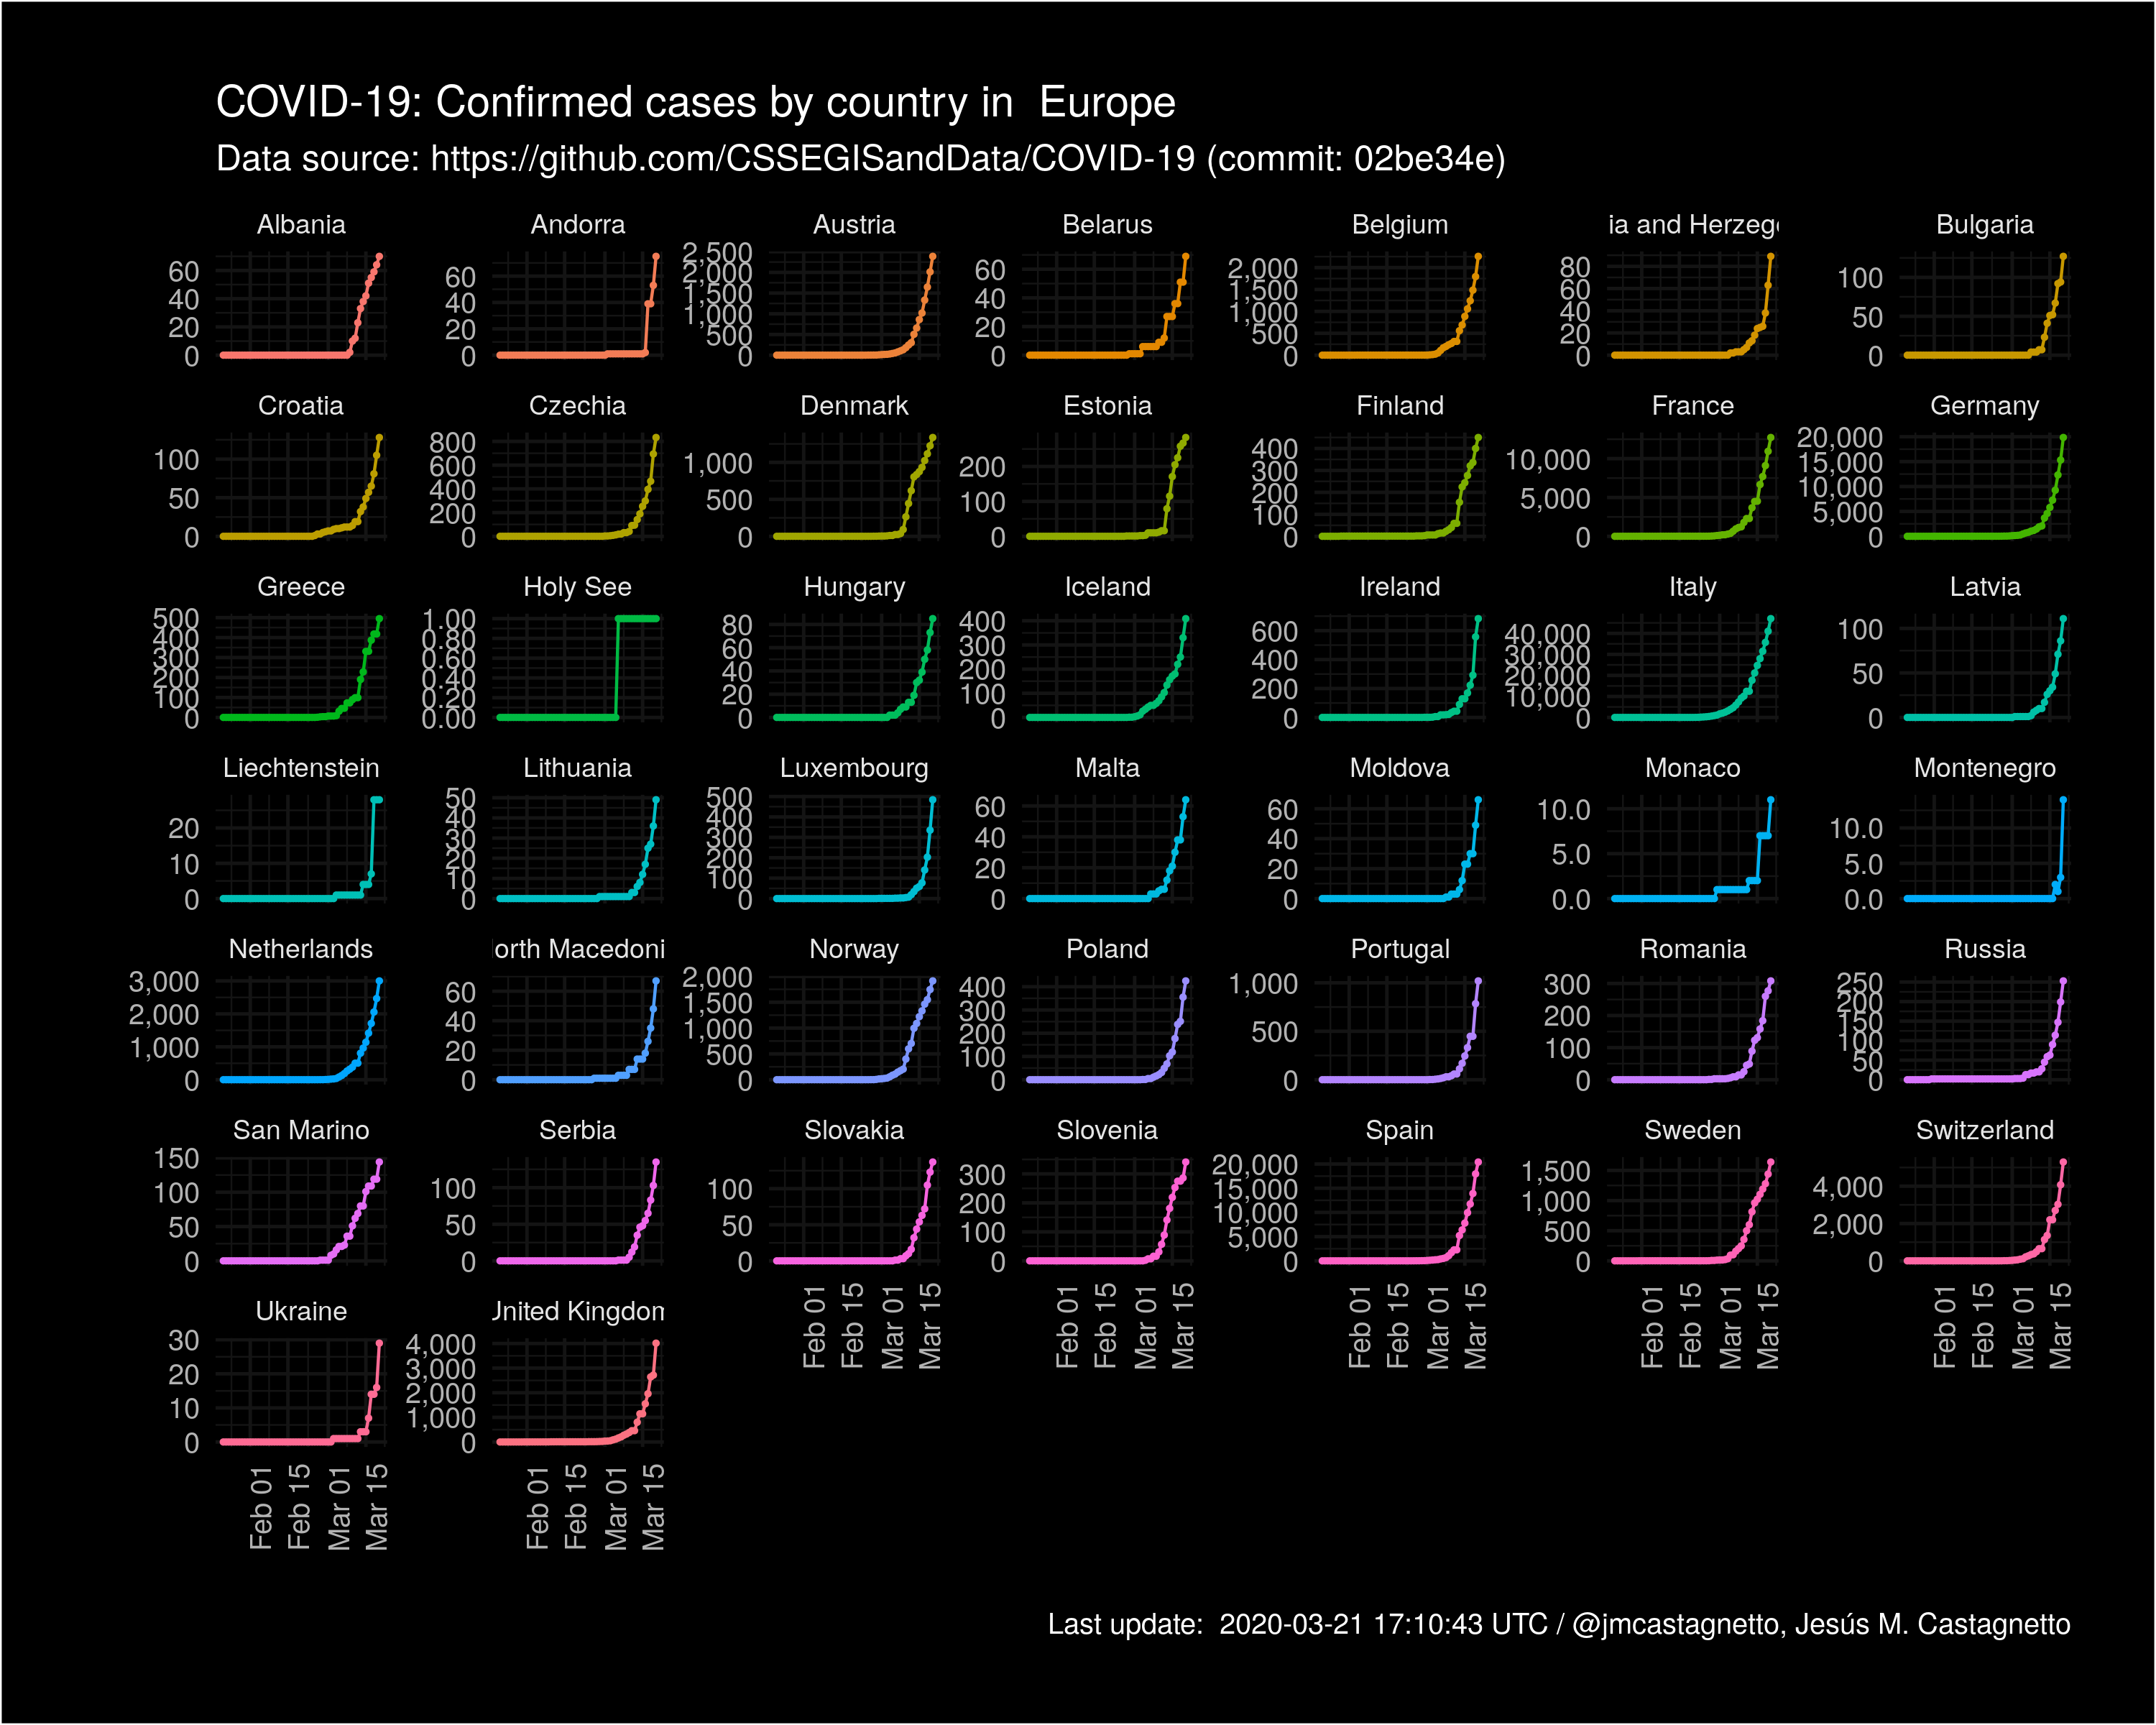 COVID-19: Confirmed cases by country in  Europe
Data source: https://github.com/CSSEGISandData/COVID-19 (commit: 02be34e)
Albania
60
40
20
0
Andorra
60
40
20
0
Austria
2,500
2,000
1,500
1,000
500
0
Belarus
60
40
20
0
Belgium
2,000
1,500
1,000
500
0
ia and Herzeg
80
60
40
20
0
Bulgaria
100
50
0
Croatia
100
50
0
Czechia
800
600
400
200
0
Denmark
1,000
500
0
Estonia
200
100
0
Finland
400
300
200
100
0
France
10,000
5,000
0
Germany
20,000
15,000
10,000
5,000
0
Greece
500
400
300
200
100
0
Holy See
1.00
0.80
0.60
0.40
0.20
0.00
Hungary
80
60
40
20
0
Iceland
400
300
200
100
0
Ireland
600
400
200
0
Italy
40,000
30,000
20,000
10,000
0
Latvia
100
50
0
Liechtenstein
20
10
0
Lithuania
50
40
30
20
10
0
Luxembourg
500
400
300
200
100
0
Malta
60
40
20
0
Moldova
60
40
20
0
Monaco
10.0
5.0
0.0
Montenegro
10.0
5.0
0.0
Netherlands
3,000
2,000
1,000
0
orth Macedoni
60
40
20
0
Norway
2,000
1,500
1,000
500
0
Poland
400
300
200
100
0
Portugal
1,000
500
0
Romania
300
200
100
0
Russia
250
200
150
100
50
0
San Marino
150
100
50
0
Serbia
100
50
0
Slovakia
100
50
0
Feb 01
Feb 15
Mar 01
Mar 15
Slovenia
300
200
100
0
Feb 01
Feb 15
Mar 01
Mar 15
Spain
20,000
15,000
10,000
5,000
0
Feb 01
Feb 15
Mar 01
Mar 15
Sweden
1,500
1,000
500
0
Feb 01
Feb 15
Mar 01
Mar 15
Switzerland
4,000
2,000
0
Feb 01
Feb 15
Mar 01
Mar 15
Ukraine
30
20
10
0
Feb 01
Feb 15
Mar 01
Mar 15
United Kingdom
4,000
3,000
2,000
1,000
0
Feb 01
Feb 15
Mar 01
Mar 15
Last update:  2020-03-21 17:10:43 UTC / @jmcastagnetto, Jesús M. Castagnetto